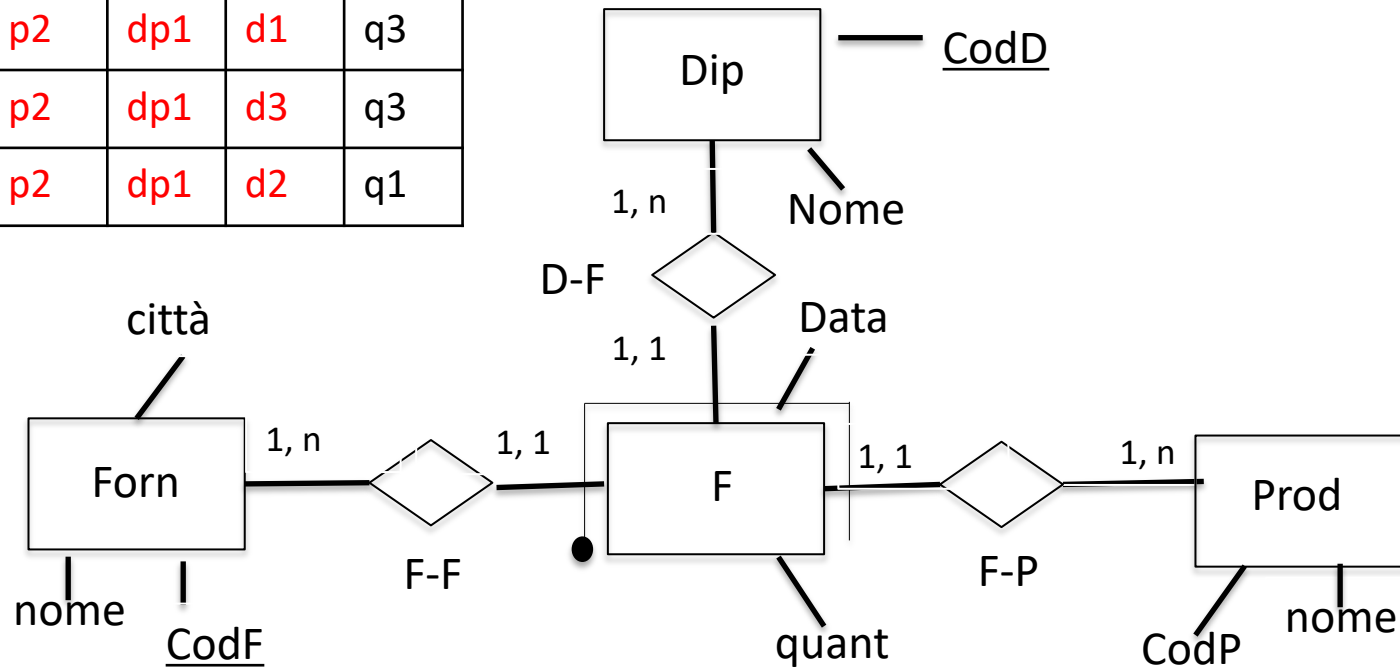 p2 dp1 d1 q3
p2 dp1 d3 q3
p2 dp1 d2 q1
Dip
CodD
Nome
1, n
D-F
1, 1
Data
città
Forn
1, n
1, 1
F
1, 1
1, n
Prod
F-F
F-P
nome
CodF
quant
CodP
nome